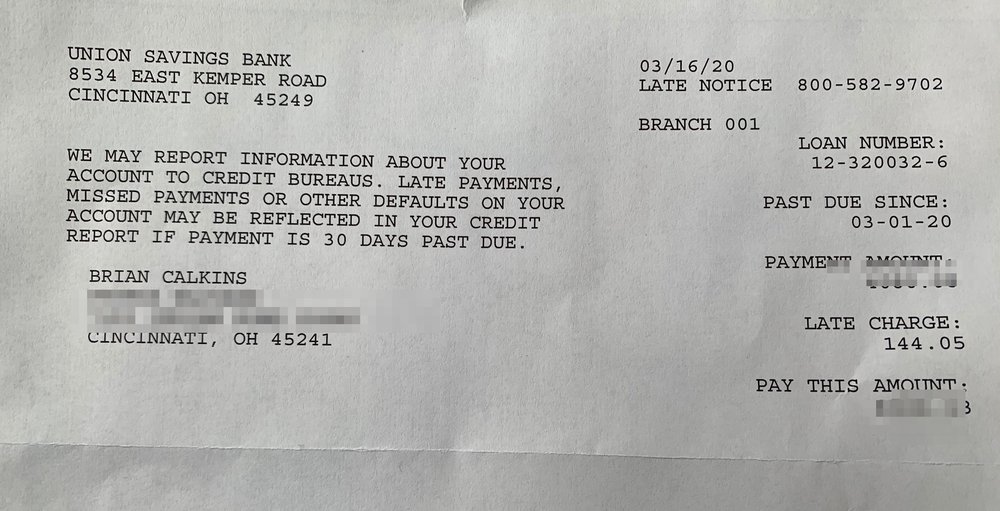 UNION SAVINGS BANK
8534 EAST KEMPER ROAD
CINCINNATI OH 45249
03/16/20
LATE NOTICE 800-582-9702
BRANCH 001
LOAN NUMBER:
12-320032-6
WE MAY REPORT INFORMATION ABOUT YOUR
ACCOUNT TO CREDIT BUREAUS. LATE PAYMENTS,
MISSED PAYMENTS OR OTHER DEFAULTS ON YOUR
ACCOUNT MAY BE REFLECTED IN YOUR CREDIT
REPORT IF PAYMENT IS 30 DAYS PAST DUE.
PAST DUE SINCE:
03-01-20
BRIAN CALKINS
CINCINNATI, OH 45241
PAYMENT AMOUNT:
LATE CHARGE:
144.05
PAY THIS AMOUNT: